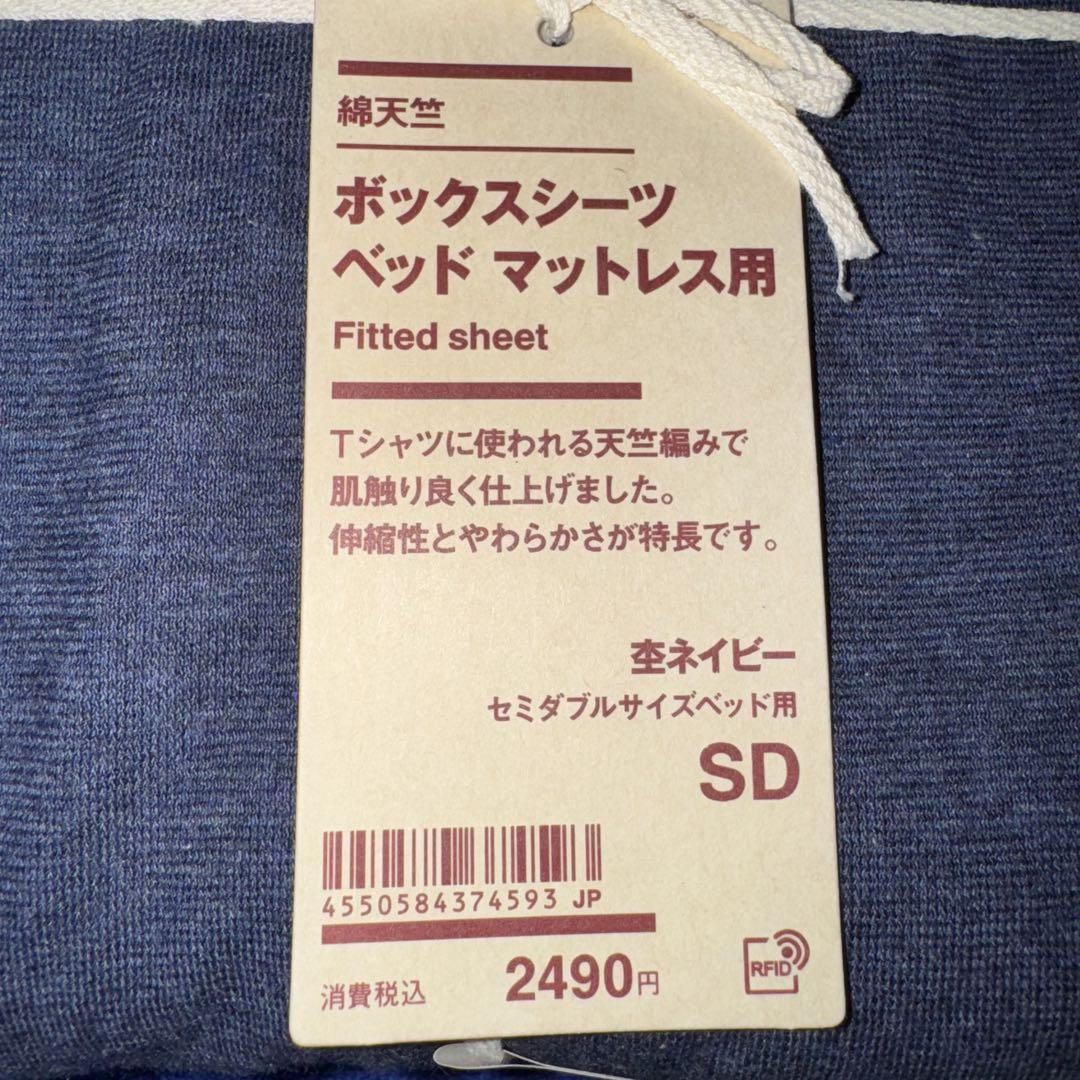 綿天竺
ボックスシーツ
ベッド マットレス用
Fitted sheet
Tシャツに使われる天竺編みで
肌触り良く仕上げました。
伸縮性とやわらかさが特長です。
杢ネイビー
セミダブルサイズベッド用
SD
4550584374593 JP
消費税込 2490円
RFID